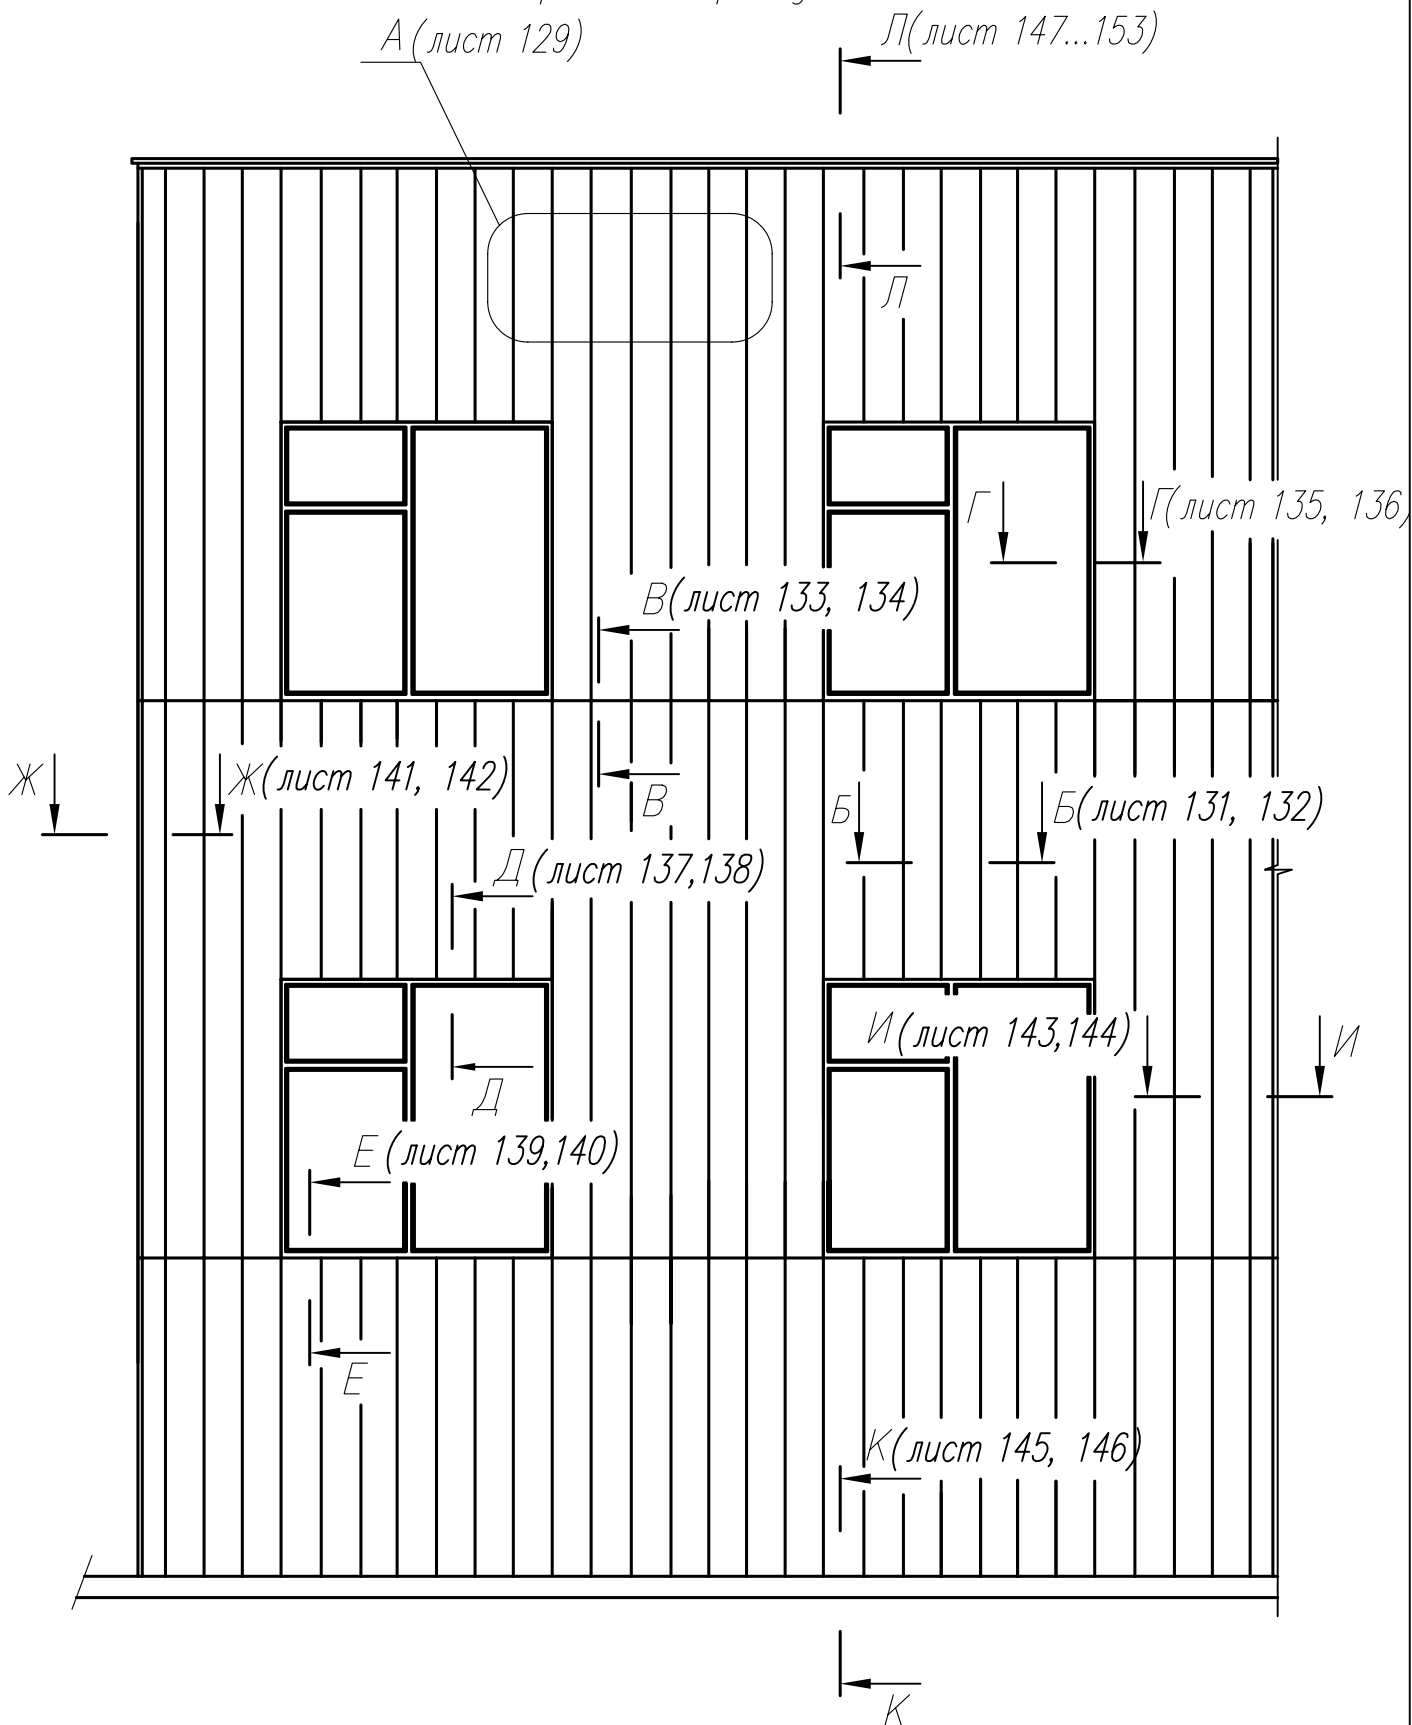 А (лист 129)
Л(лист 147...153)
Л
Г
Г(лист 135, 136)
В(лист 133, 134)
Ж
Ж(лист 141, 142)
В
Б
Б(лист 131, 132)
Д (лист 137,138)
И (лист 143,144)
И
Д
Е (лист 139,140)
Е
К(лист 145, 146)
К